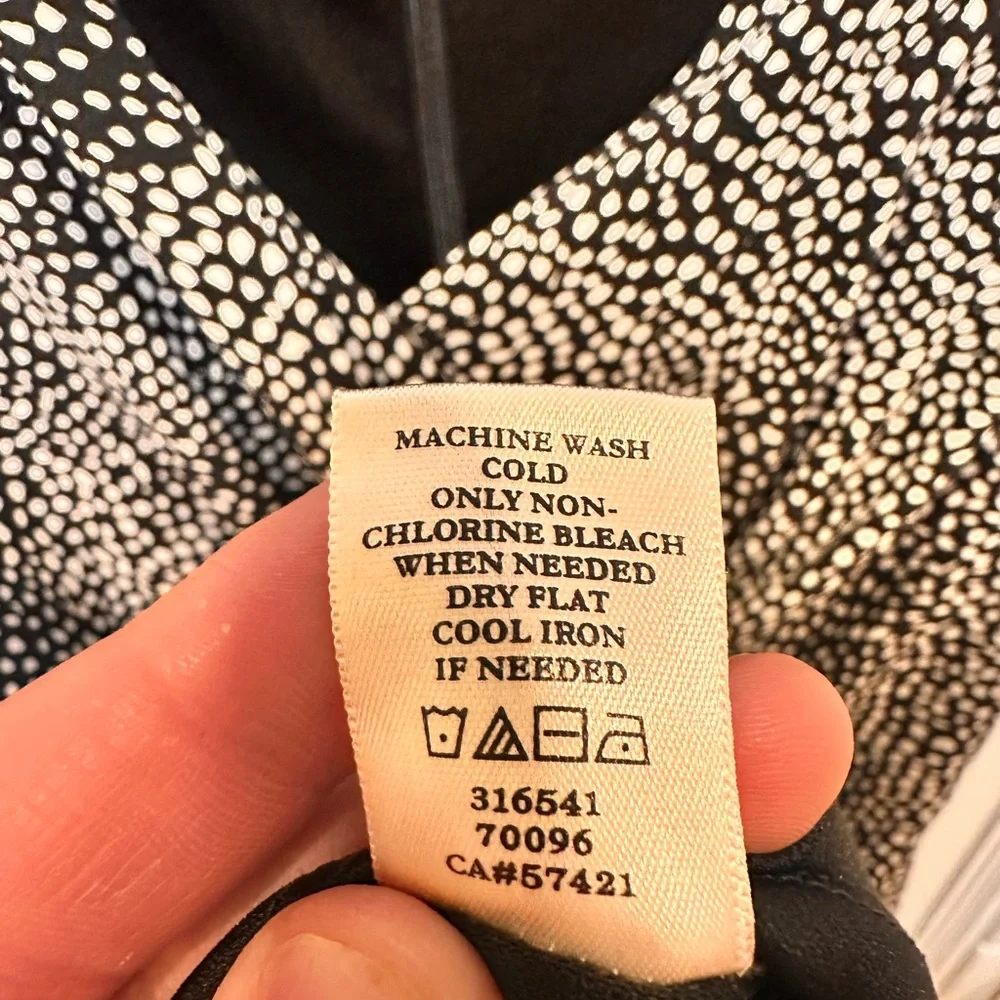 MACHINE WASH
COLD
ONLY NON-
CHLORINE BLEACH
WHEN NEEDED
DRY FLAT
COOL IRON
IF NEEDED
316541
70096
CA#57421